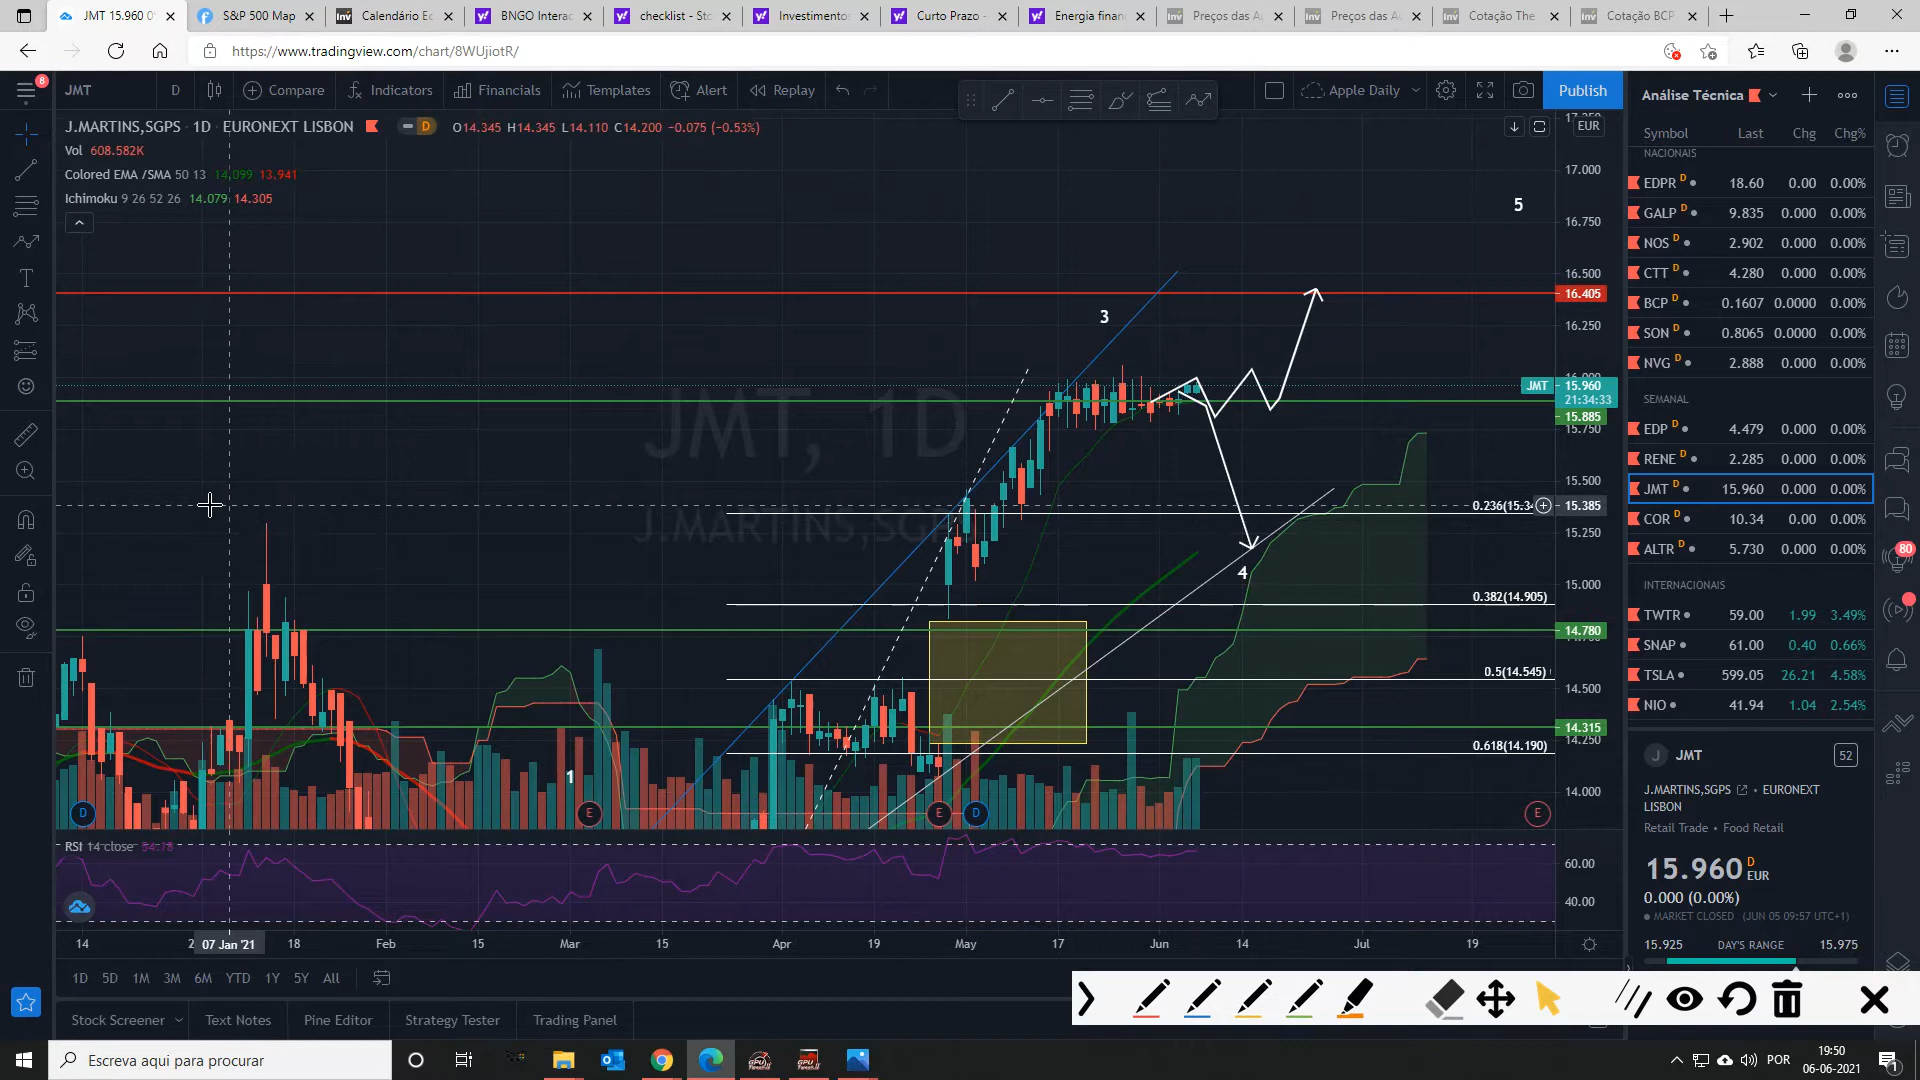 JMT 15.960 0%
S&P 500 Map
Calendário Ec
BNGO Interac
checklist - Sto
Investimentos
Curto Prazo -
Energia finan
Preços das A
Preços das A
Cotação The
Cotação BCP
https://www.tradingview.com/chart/8WUjiotR/
8
JMT
D
Compare
Indicators
Financials
Templates
Alert
Replay
Apple Daily
Publish
Análise Técnica
J.MARTINS,SGPS · 1D · EURONEXT LISBON
D
O14.345 H14.345 L14.110 C14.200 −0.075 (−0.53%)
EUR
Vol 608.582K
Colored EMA /SMA 50 13 14.099 13.941
Ichimoku 9 26 52 26 14.079 14.305
JMT, 1D
J.MARTINS,SGPS
1
3
4
5
17.000
16.750
16.500
16.405
16.250
16.000
JMT 15.960
21:34:33
15.885
15.750
15.500
0.236(15.34
15.385
15.250
15.000
0.382(14.905)
14.780
0.5(14.545)
14.500
14.315
14.250
0.618(14.190)
14.000
D
E
E
D
E
RSI 14 close 54.18
60.00
40.00
14
07 Jan '21
18
Feb
15
Mar
15
Apr
19
May
17
Jun
14
Jul
19
1D 5D 1M 3M 6M YTD 1Y 5Y All
Stock Screener
Text Notes
Pine Editor
Strategy Tester
Trading Panel
Symbol Last Chg Chg%
NACIONAIS
EDPR D 18.60 0.00 0.00%
GALP D 9.835 0.000 0.00%
NOS D 2.902 0.000 0.00%
CTT D 4.280 0.000 0.00%
BCP D 0.1607 0.0000 0.00%
SON D 0.8065 0.0000 0.00%
NVG D 2.888 0.000 0.00%
SEMANAL
EDP D 4.479 0.000 0.00%
RENE D 2.285 0.000 0.00%
JMT D 15.960 0.000 0.00%
COR D 10.34 0.00 0.00%
ALTR D 5.730 0.000 0.00%
INTERNACIONAIS
TWTR 59.00 1.99 3.49%
SNAP 61.00 0.40 0.66%
TSLA 599.05 26.21 4.58%
NIO 41.94 1.04 2.54%
80
J JMT
52
J.MARTINS,SGPS • EURONEXT
LISBON
Retail Trade • Food Retail
15.960 D EUR
0.000 (0.00%)
MARKET CLOSED (JUN 05 09:57 UTC+1)
15.925 DAY'S RANGE 15.975
Escreva aqui para procurar
POR
19:50
06-06-2021
1